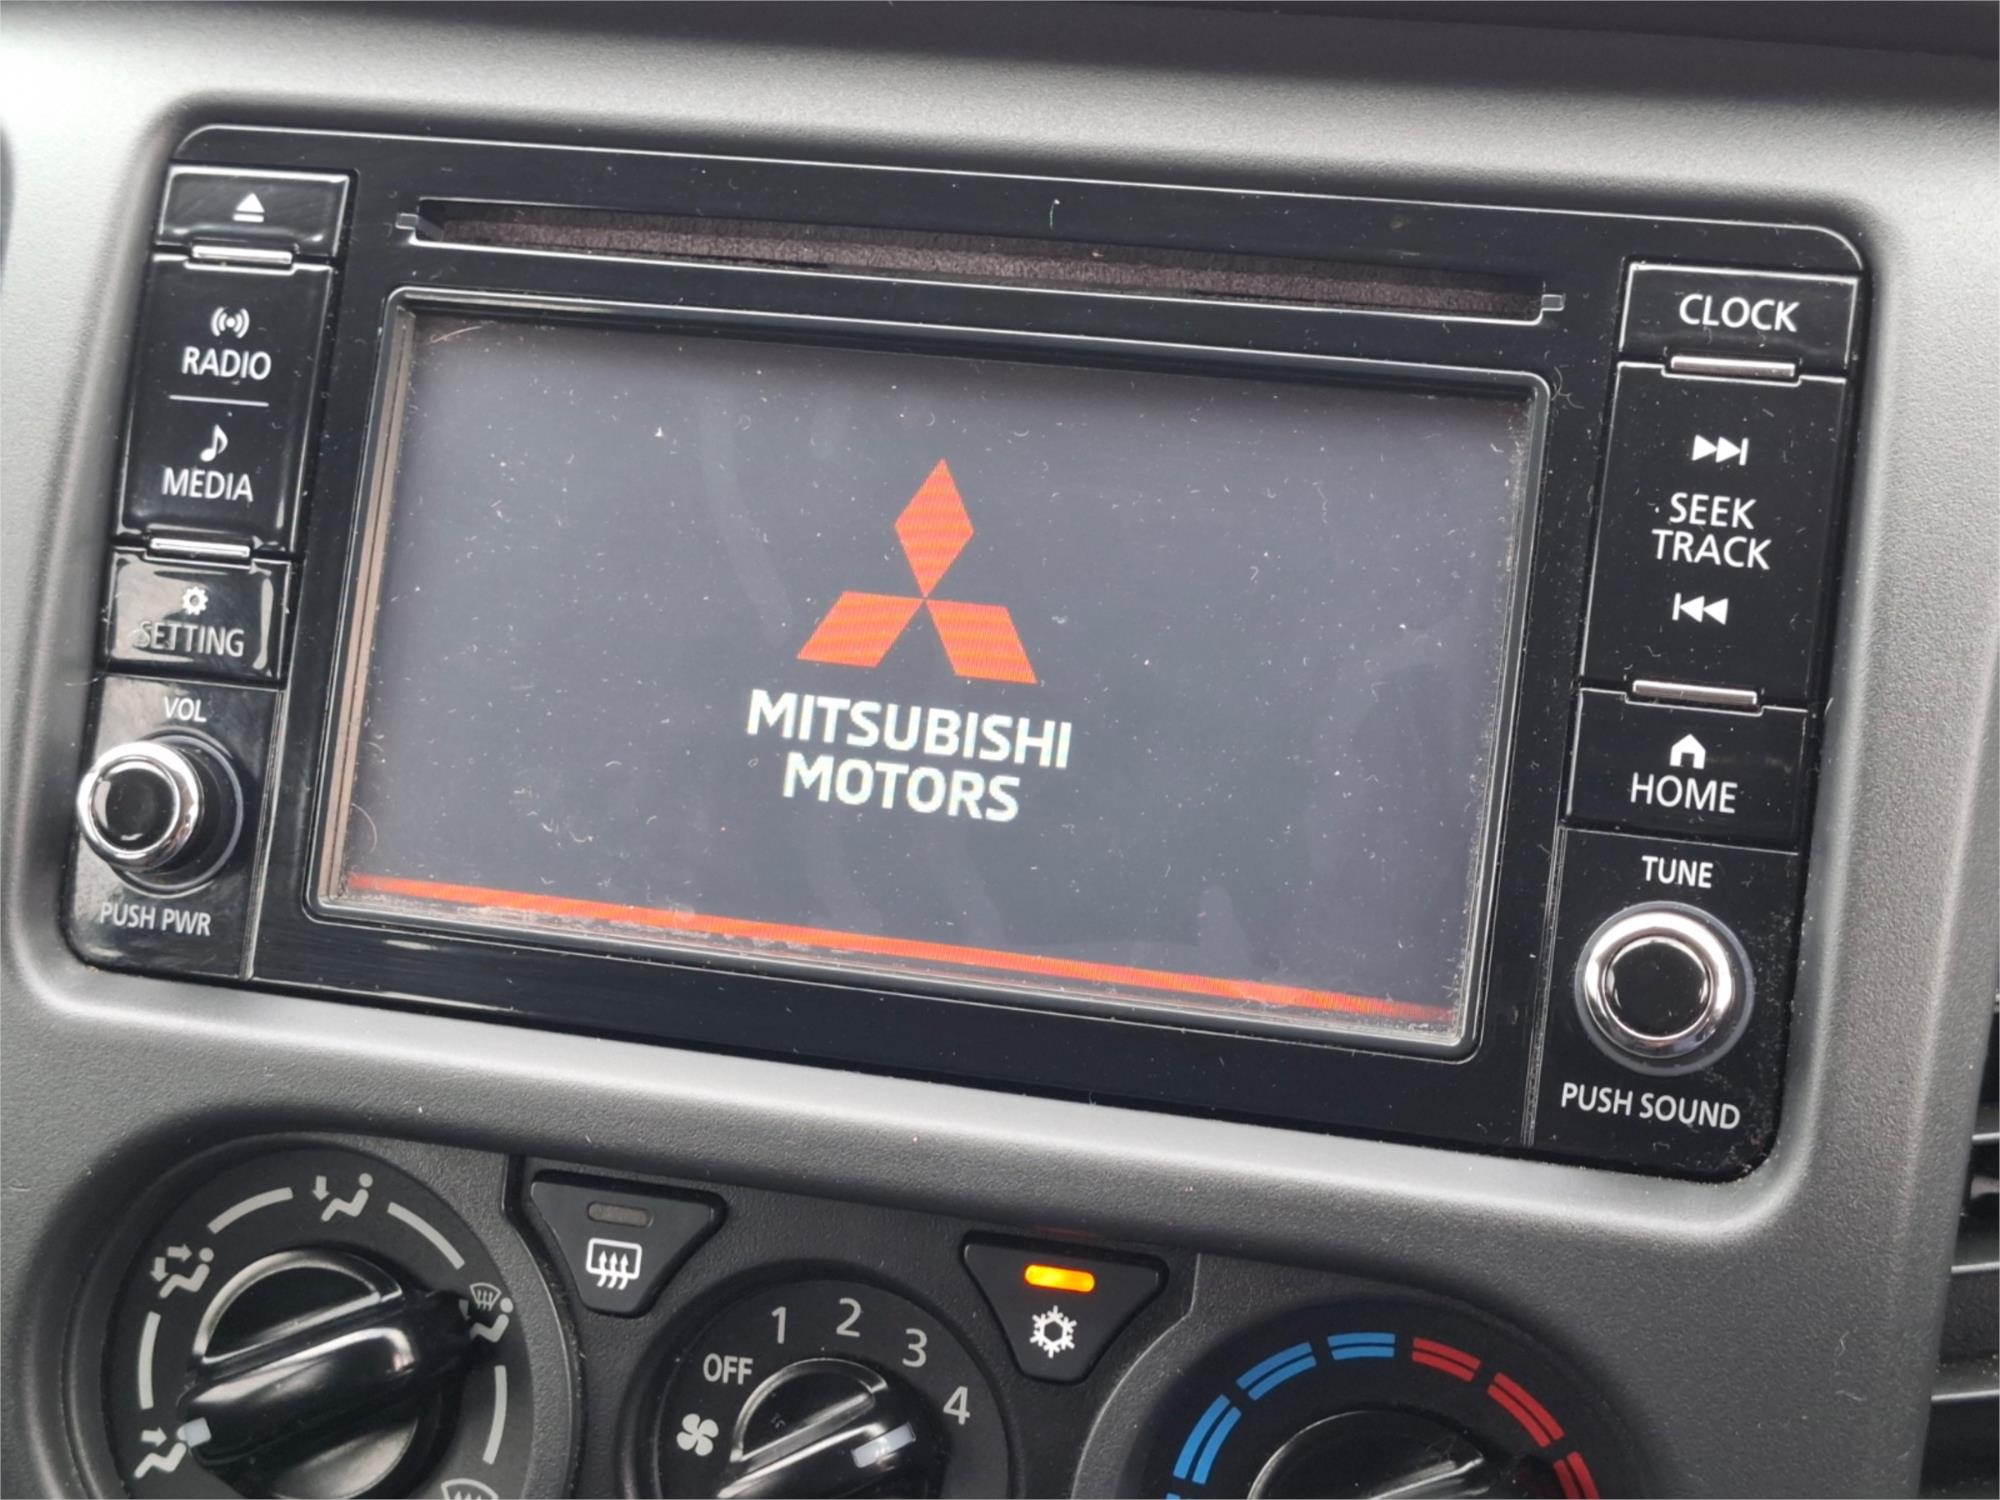 RADIO
MEDIA
SETTING
VOL
PUSH PWR
MITSUBISHI
MOTORS
CLOCK
SEEK
TRACK
HOME
TUNE
PUSH SOUND
OFF
1
2
3
4